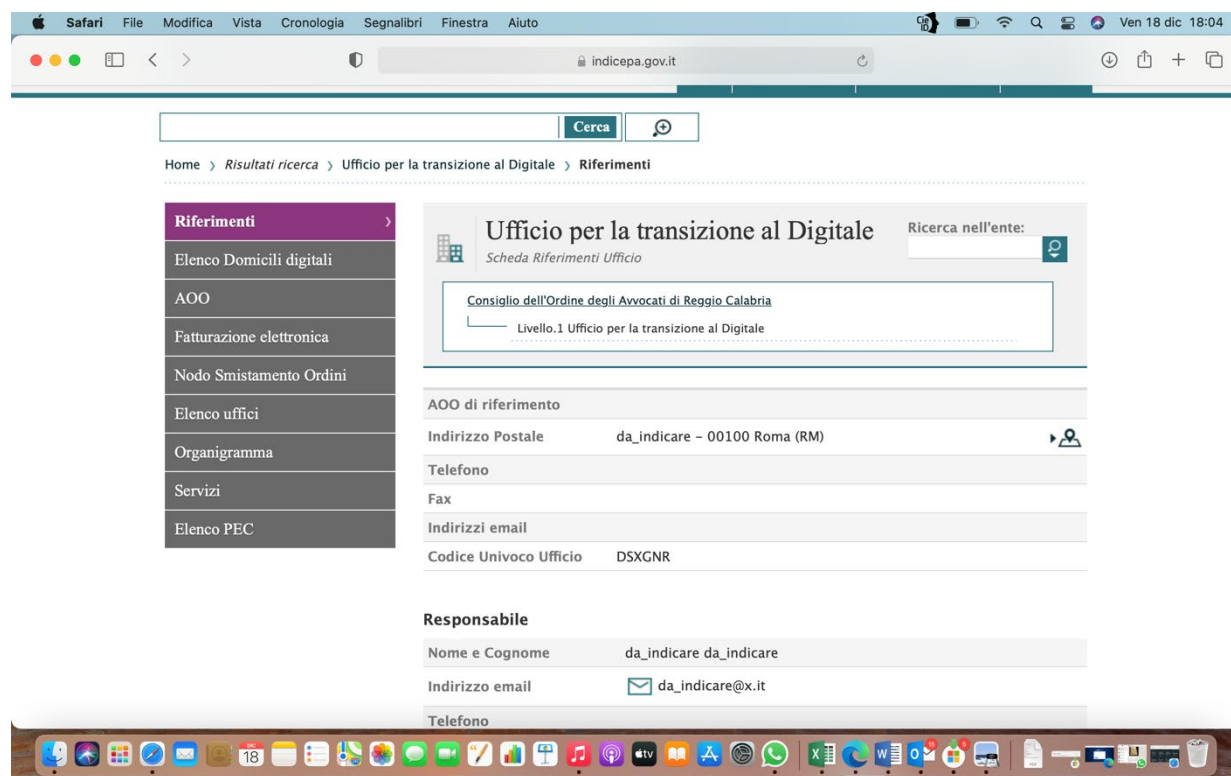 Safari File Modifica Vista Cronologia Segnalibri Finestra Aiuto Cie ID Ven 18 dic 18:04
indicepa.gov.it
Cerca
Home › Risultati ricerca › Ufficio per la transizione al Digitale › Riferimenti
Riferimenti
Elenco Domicili digitali
AOO
Fatturazione elettronica
Nodo Smistamento Ordini
Elenco uffici
Organigramma
Servizi
Elenco PEC
Ufficio per la transizione al Digitale
Scheda Riferimenti Ufficio
Ricerca nell'ente:
Consiglio dell'Ordine degli Avvocati di Reggio Calabria
Livello.1 Ufficio per la transizione al Digitale
AOO di riferimento
Indirizzo Postale da_indicare – 00100 Roma (RM)
Telefono
Fax
Indirizzi email
Codice Univoco Ufficio DSXGNR
Responsabile
Nome e Cognome da_indicare da_indicare
Indirizzo email da_indicare@x.it
Telefono
DIC
18
tv